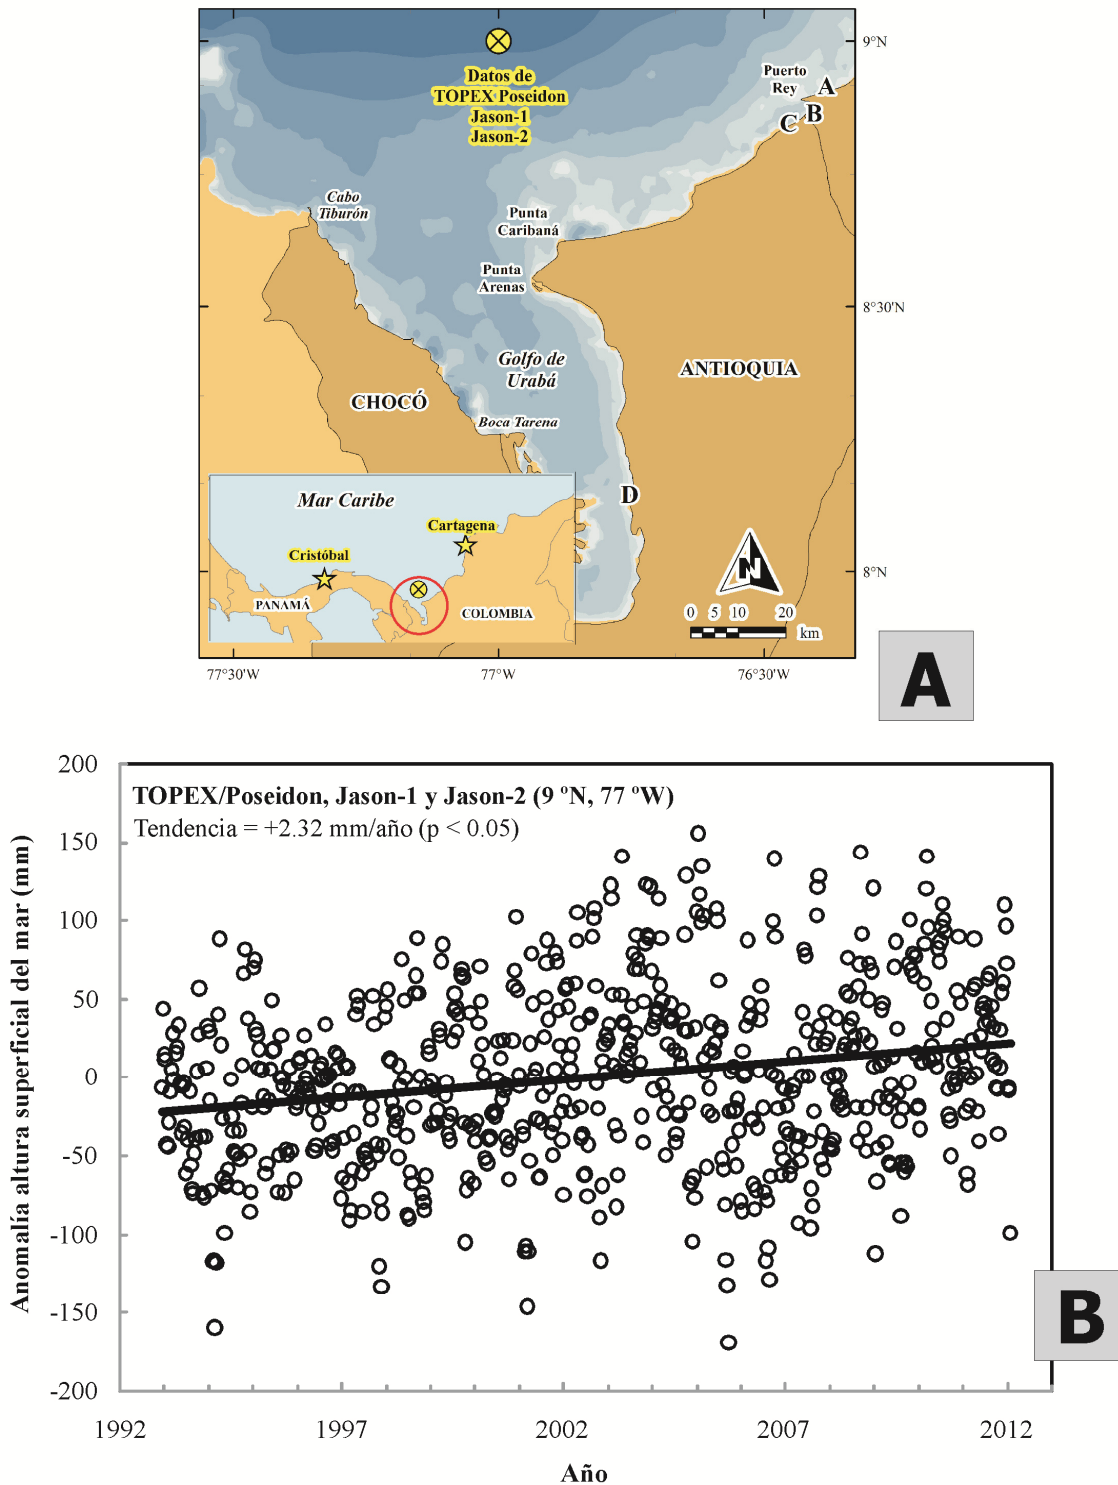 9°N
Datos de
TOPEX Poseidon
Jason-1
Jason-2
Puerto
Rey
A
B
C
Cabo
Tiburón
Punta
Caribaná
Punta
Arenas
8°30'N
Golfo de
Urabá
ANTIOQUIA
CHOCÓ
Boca Tarena
D
Mar Caribe
Cartagena
Cristóbal
PANAMÁ
COLOMBIA
N
8°N
0 5 10 20
km
77°30'W 77°W 76°30'W
A
200
150
100
50
0
-50
-100
-150
-200
Anomalía altura superficial del mar (mm)
TOPEX/Poseidon, Jason-1 y Jason-2 (9 ºN, 77 ºW)
Tendencia = +2.32 mm/año (p < 0.05)
B
1992 1997 2002 2007 2012
Año